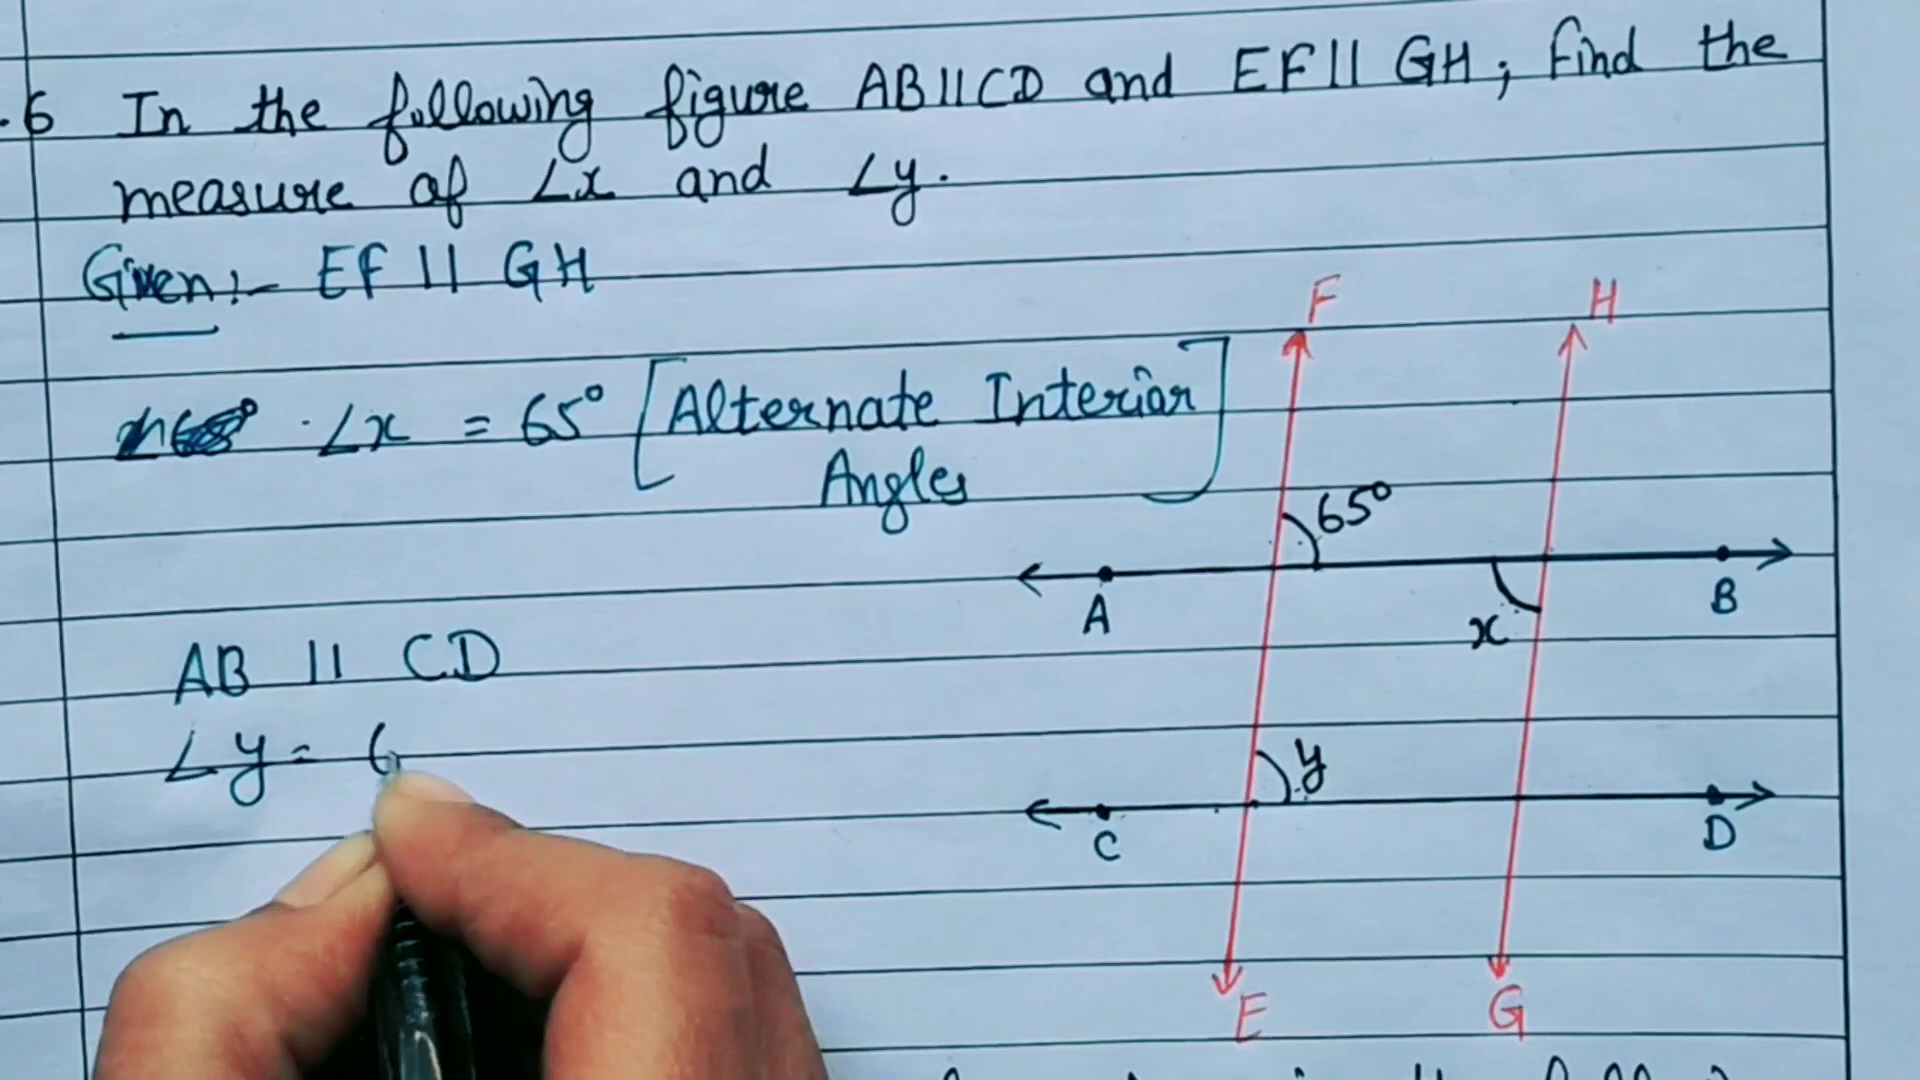 .6 In the following figure AB||CD and EF|| GH; find the
measure of ∠x and ∠y.
Given:- EF || GH
∠x = 65° [Alternate Interior
Angles]
AB || CD
∠y = 6
F
H
65°
A
B
x
y
C
D
E
G